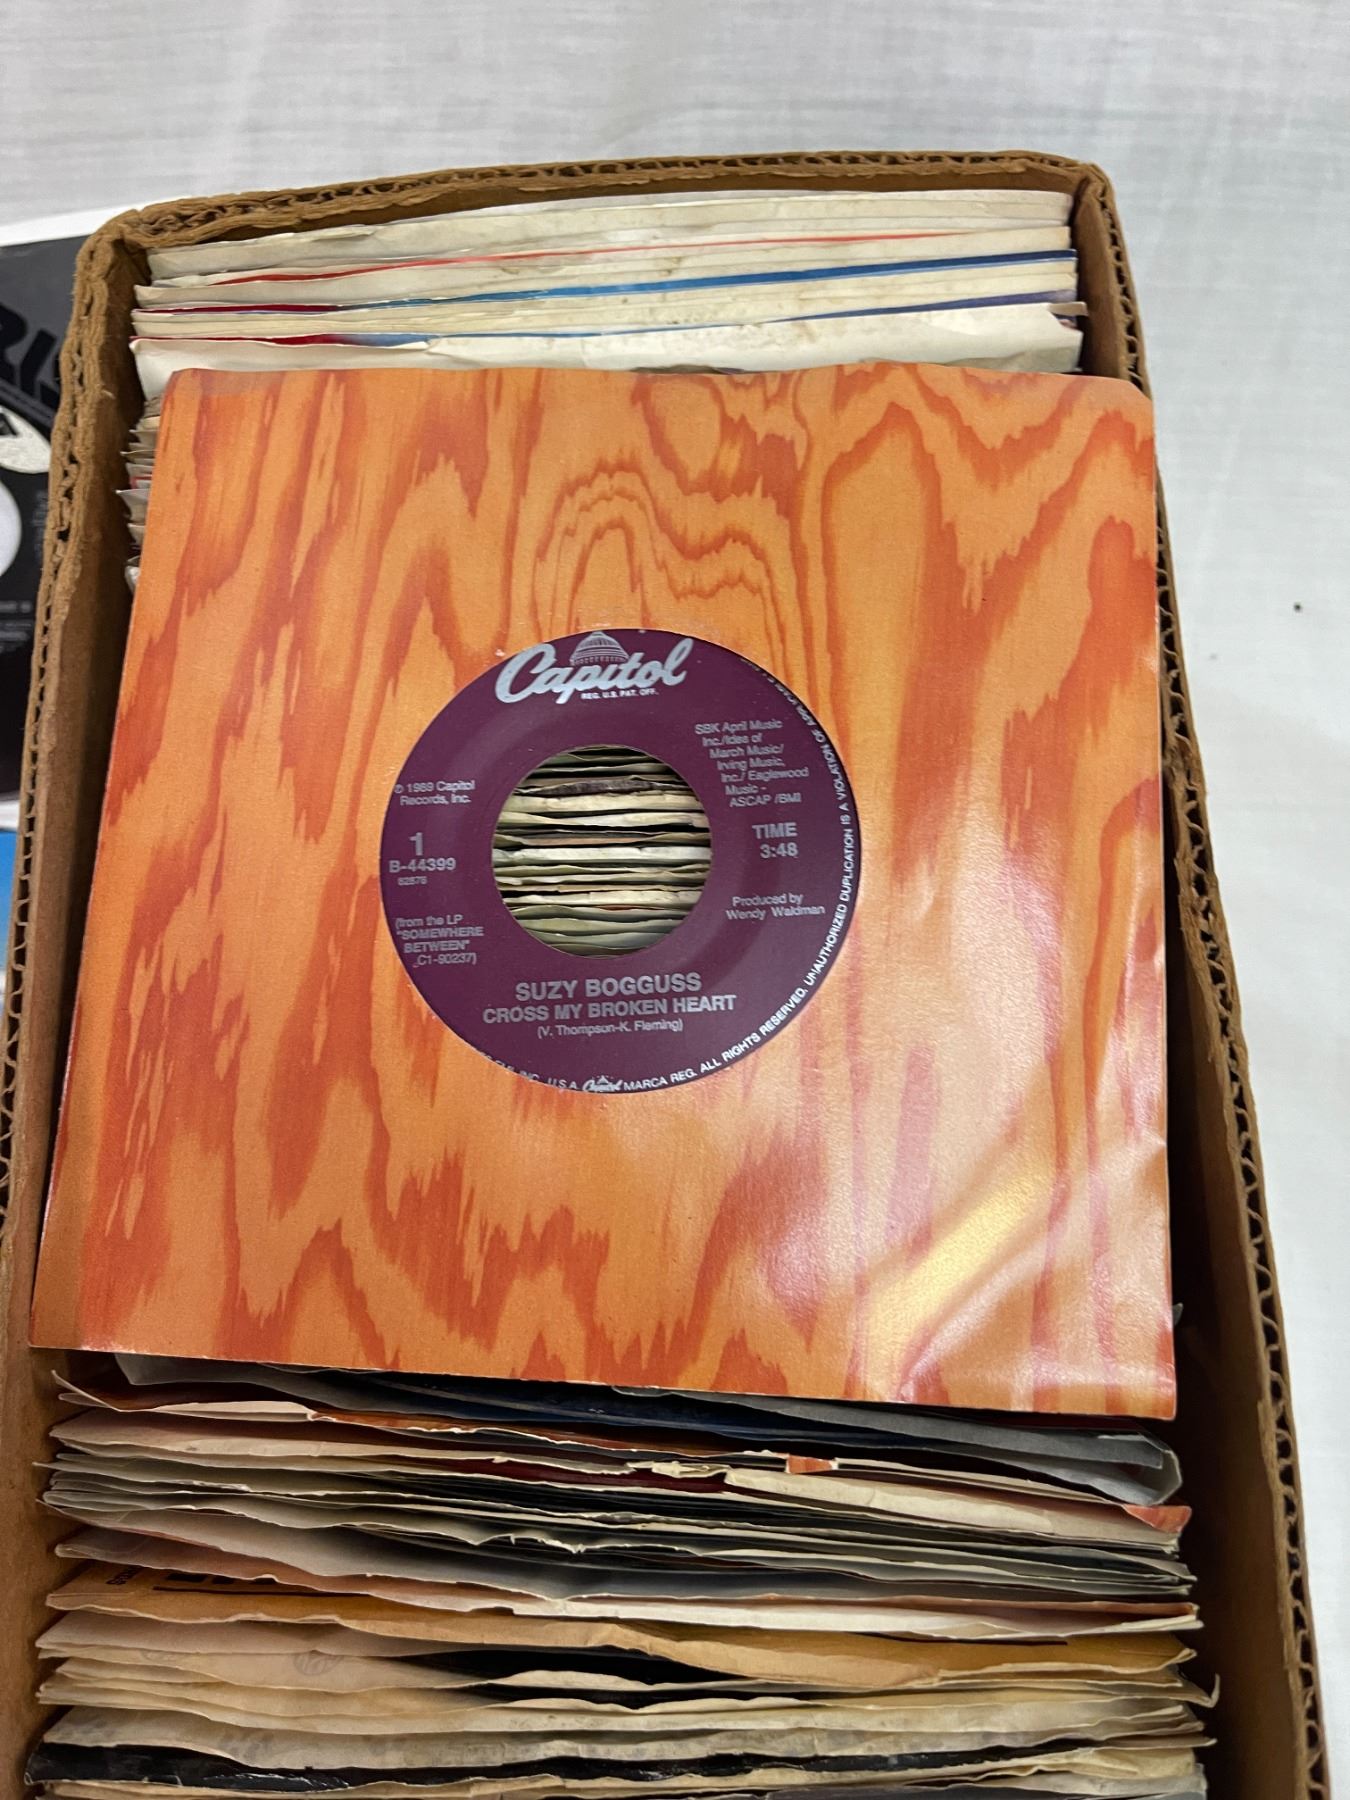 Capitol
REG. U.S. PAT. OFF.
SBK April Music
Inc./Ides of
March Music/
Irving Music,
Inc./ Eaglewood
Music -
ASCAP /BMI
℗ 1989 Capitol
Records, Inc.
1
B-44399
82878
TIME
3:48
Produced by
Wendy Waldman
(from the LP
"SOMEWHERE
BETWEEN"
C1-90237)
SUZY BOGGUSS
CROSS MY BROKEN HEART
(V. Thompson-K. Fleming)
INC. U.S.A. Capitol MARCA REG. ALL RIGHTS RESERVED. UNAUTHORIZED DUPLICATION IS A VIOLATION OF